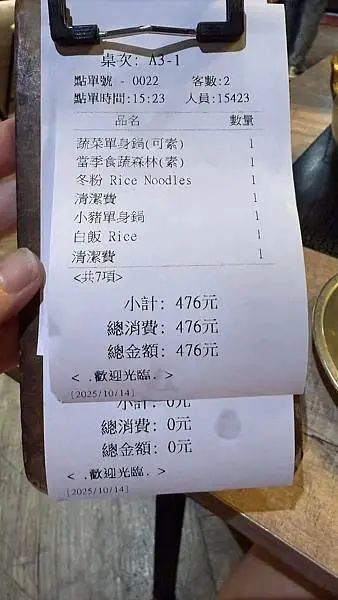 桌次: A3-1
點單號 - 0022 客數:2
點單時間:15:23 人員:15423
品名 數量
蔬菜單身鍋(可素) 1
當季食蔬森林(素) 1
冬粉 Rice Noodles 1
清潔費 1
小豬單身鍋 1
白飯 Rice 1
清潔費 1
<共7項>
小計: 476元
總消費: 476元
總金額: 476元
< .歡迎光臨. >
[2025/10/14]
小計: 0元
總消費: 0元
總金額: 0元
< .歡迎光臨. >
[2025/10/14]